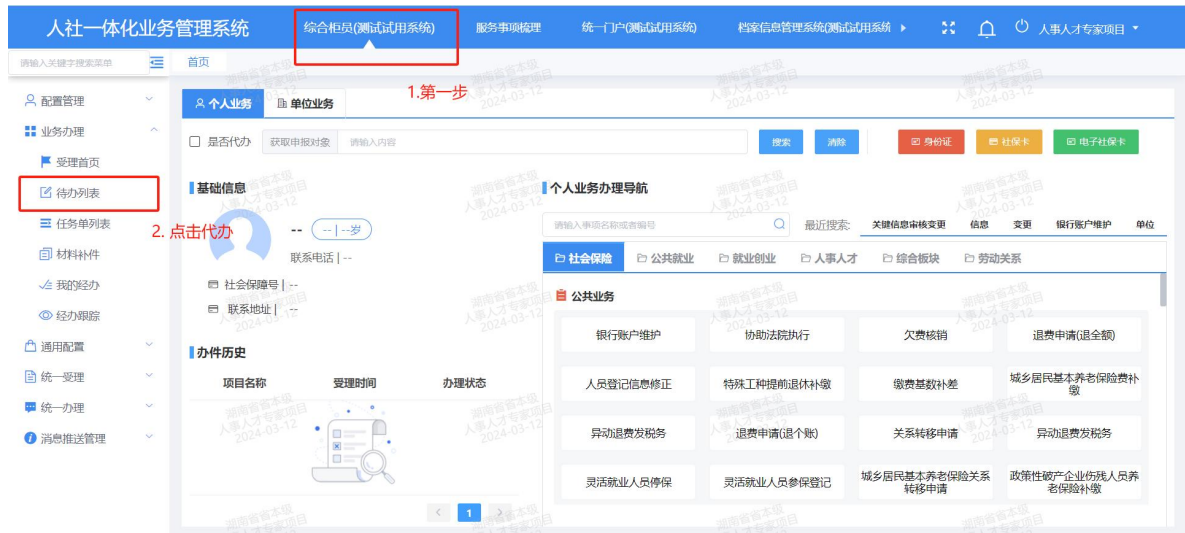 人社一体化业务管理系统
综合柜员(测试试用系统)
服务事项梳理
统一门户(测试试用系统)
档案信息管理系统(测试试用系统
人事人才专家项目
请输入关键字搜索菜单
首页
1.第一步
配置管理
业务办理
受理首页
待办列表
任务单列表
材料补件
我的经办
经办跟踪
通用配置
统一受理
统一办理
消息推送管理
2. 点击代办
个人业务
单位业务
是否代办
获取申报对象
请输入内容
搜索
清除
身份证
社保卡
电子社保卡
基础信息
-- --|--岁
联系电话 | --
社会保障号 | --
联系地址 | --
办件历史
项目名称 受理时间 办理状态
< 1 >
个人业务办理导航
请输入事项名称或者编号
最近搜索: 关键信息审核变更 信息 变更 银行账户维护 单位
社会保险 公共就业 就业创业 人事人才 综合板块 劳动关系
公共业务
银行账户维护 协助法院执行 欠费核销 退费申请(退全额)
人员登记信息修正 特殊工种提前退休补缴 缴费基数补差 城乡居民基本养老保险费补
缴
异动退费发税务 退费申请(退个账) 关系转移申请 异动退费发税务
灵活就业人员停保 灵活就业人员参保登记 城乡居民基本养老保险关系
转移申请
政策性破产企业伤残人员养
老保险补缴
湖南省省本级
人事人才专家项目
2024-03-12